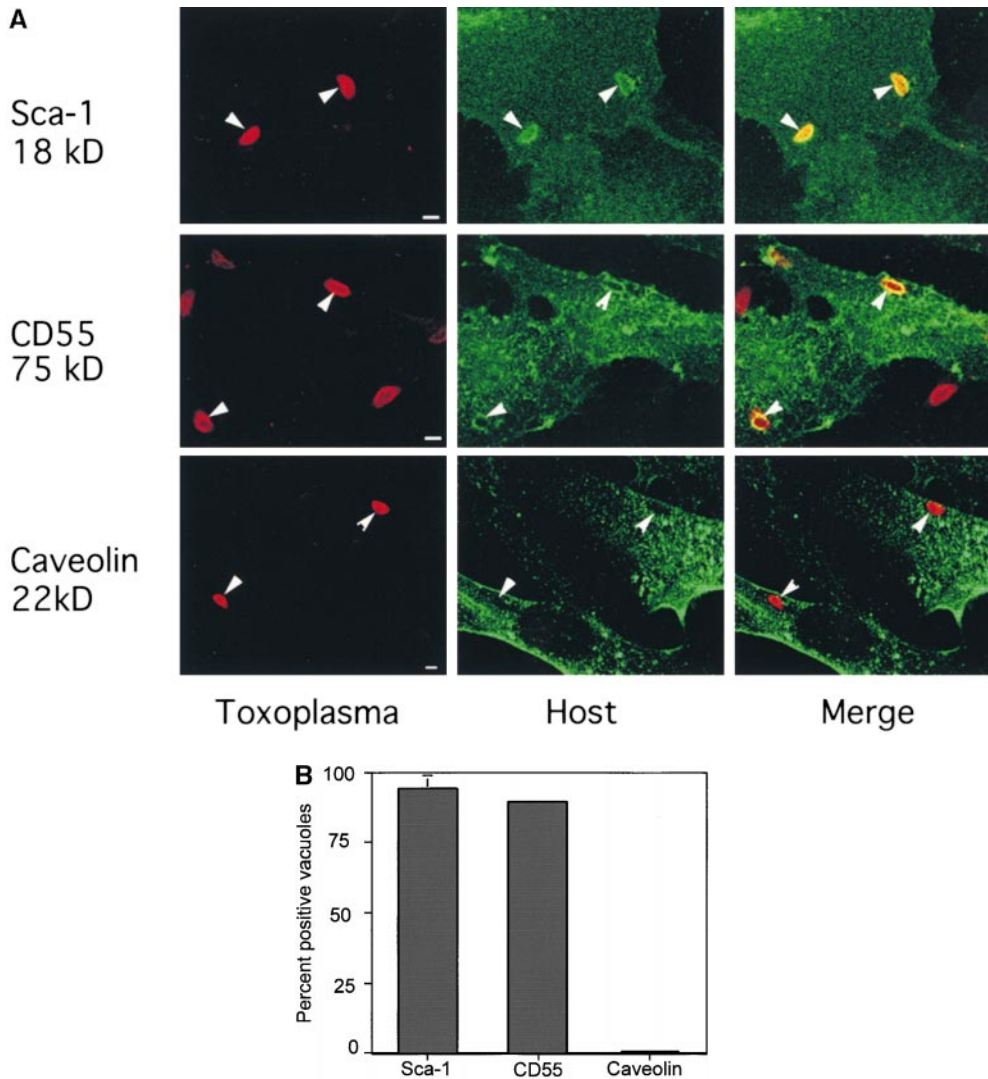 A
Sca-1
18 kD
CD55
75 kD
Caveolin
22kD
Toxoplasma Host Merge
B
Percent positive vacuoles
100
75
50
25
0
Sca-1 CD55 Caveolin